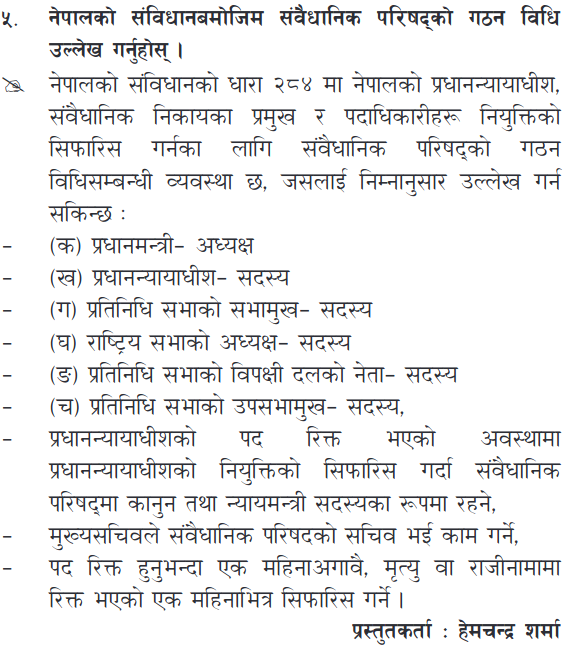 ५. नेपालको संविधानबमोजिम संवैधानिक परिषद्को गठन विधि
उल्लेख गर्नुहोस् ।
नेपालको संविधानको धारा २८४ मा नेपालको प्रधानन्यायाधीश,
संवैधानिक निकायका प्रमुख र पदाधिकारीहरू नियुक्तिको
सिफारिस गर्नका लागि संवैधानिक परिषद्को गठन
विधिसम्बन्धी व्यवस्था छ, जसलाई निम्नानुसार उल्लेख गर्न
सकिन्छ :
– (क) प्रधानमन्त्री– अध्यक्ष
– (ख) प्रधानन्यायाधीश– सदस्य
– (ग) प्रतिनिधि सभाको सभामुख– सदस्य
– (घ) राष्ट्रिय सभाको अध्यक्ष– सदस्य
– (ङ) प्रतिनिधि सभाको विपक्षी दलको नेता– सदस्य
– (च) प्रतिनिधि सभाको उपसभामुख– सदस्य,
– प्रधानन्यायाधीशको पद रिक्त भएको अवस्थामा
प्रधानन्यायाधीशको नियुक्तिको सिफारिस गर्दा संवैधानिक
परिषद्मा कानुन तथा न्यायमन्त्री सदस्यका रूपमा रहने,
– मुख्यसचिवले संवैधानिक परिषदको सचिव भई काम गर्ने,
– पद रिक्त हुनुभन्दा एक महिनाअगावै, मृत्यु वा राजीनामामा
रिक्त भएको एक महिनाभित्र सिफारिस गर्ने ।
प्रस्तुतकर्ता : हेमचन्द्र शर्मा